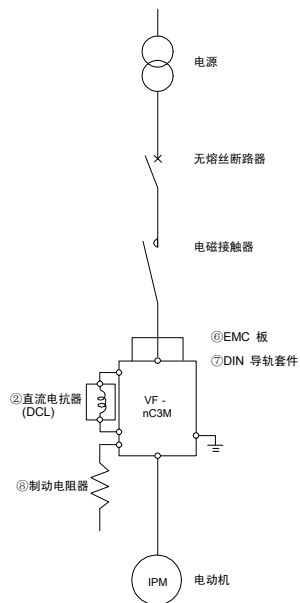 电源
无熔丝断路器
电磁接触器
⑥EMC 板
⑦DIN 导轨套件
②直流电抗器
(DCL)
VF -
nC3M
⑧制动电阻器
IPM
电动机